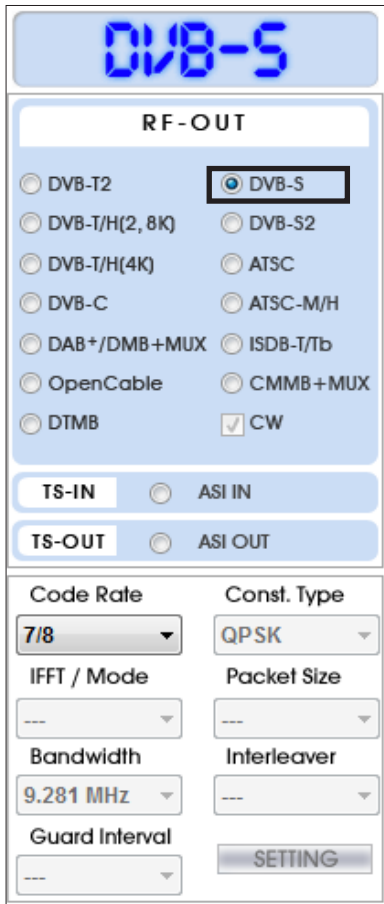 DVB-S
RF-OUT
DVB-T2 DVB-S
DVB-T/H(2, 8K) DVB-S2
DVB-T/H(4K) ATSC
DVB-C ATSC-M/H
DAB+/DMB+MUX ISDB-T/Tb
OpenCable CMMB+MUX
DTMB CW
TS-IN ASI IN
TS-OUT ASI OUT
Code Rate Const. Type
7/8 QPSK
IFFT / Mode Packet Size
--- ---
Bandwidth Interleaver
9.281 MHz ---
Guard Interval
--- SETTING